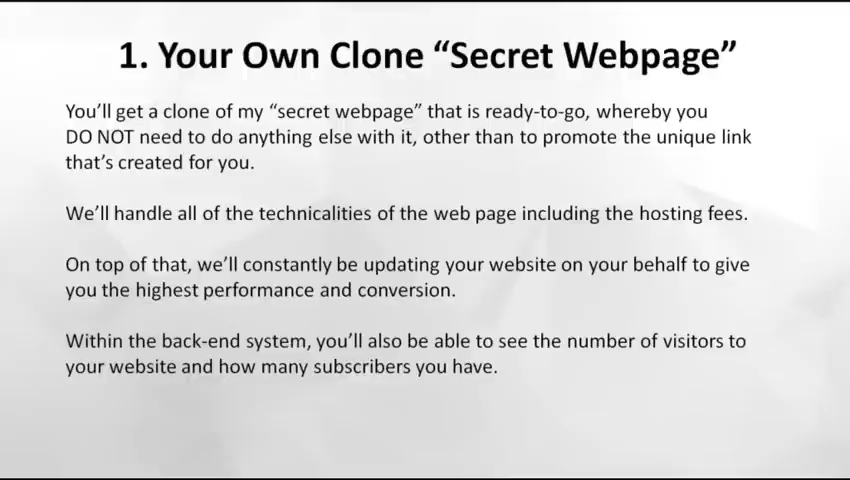 1. Your Own Clone “Secret Webpage”
You’ll get a clone of my “secret webpage” that is ready-to-go, whereby you
DO NOT need to do anything else with it, other than to promote the unique link
that’s created for you.
We’ll handle all of the technicalities of the web page including the hosting fees.
On top of that, we’ll constantly be updating your website on your behalf to give
you the highest performance and conversion.
Within the back-end system, you’ll also be able to see the number of visitors to
your website and how many subscribers you have.